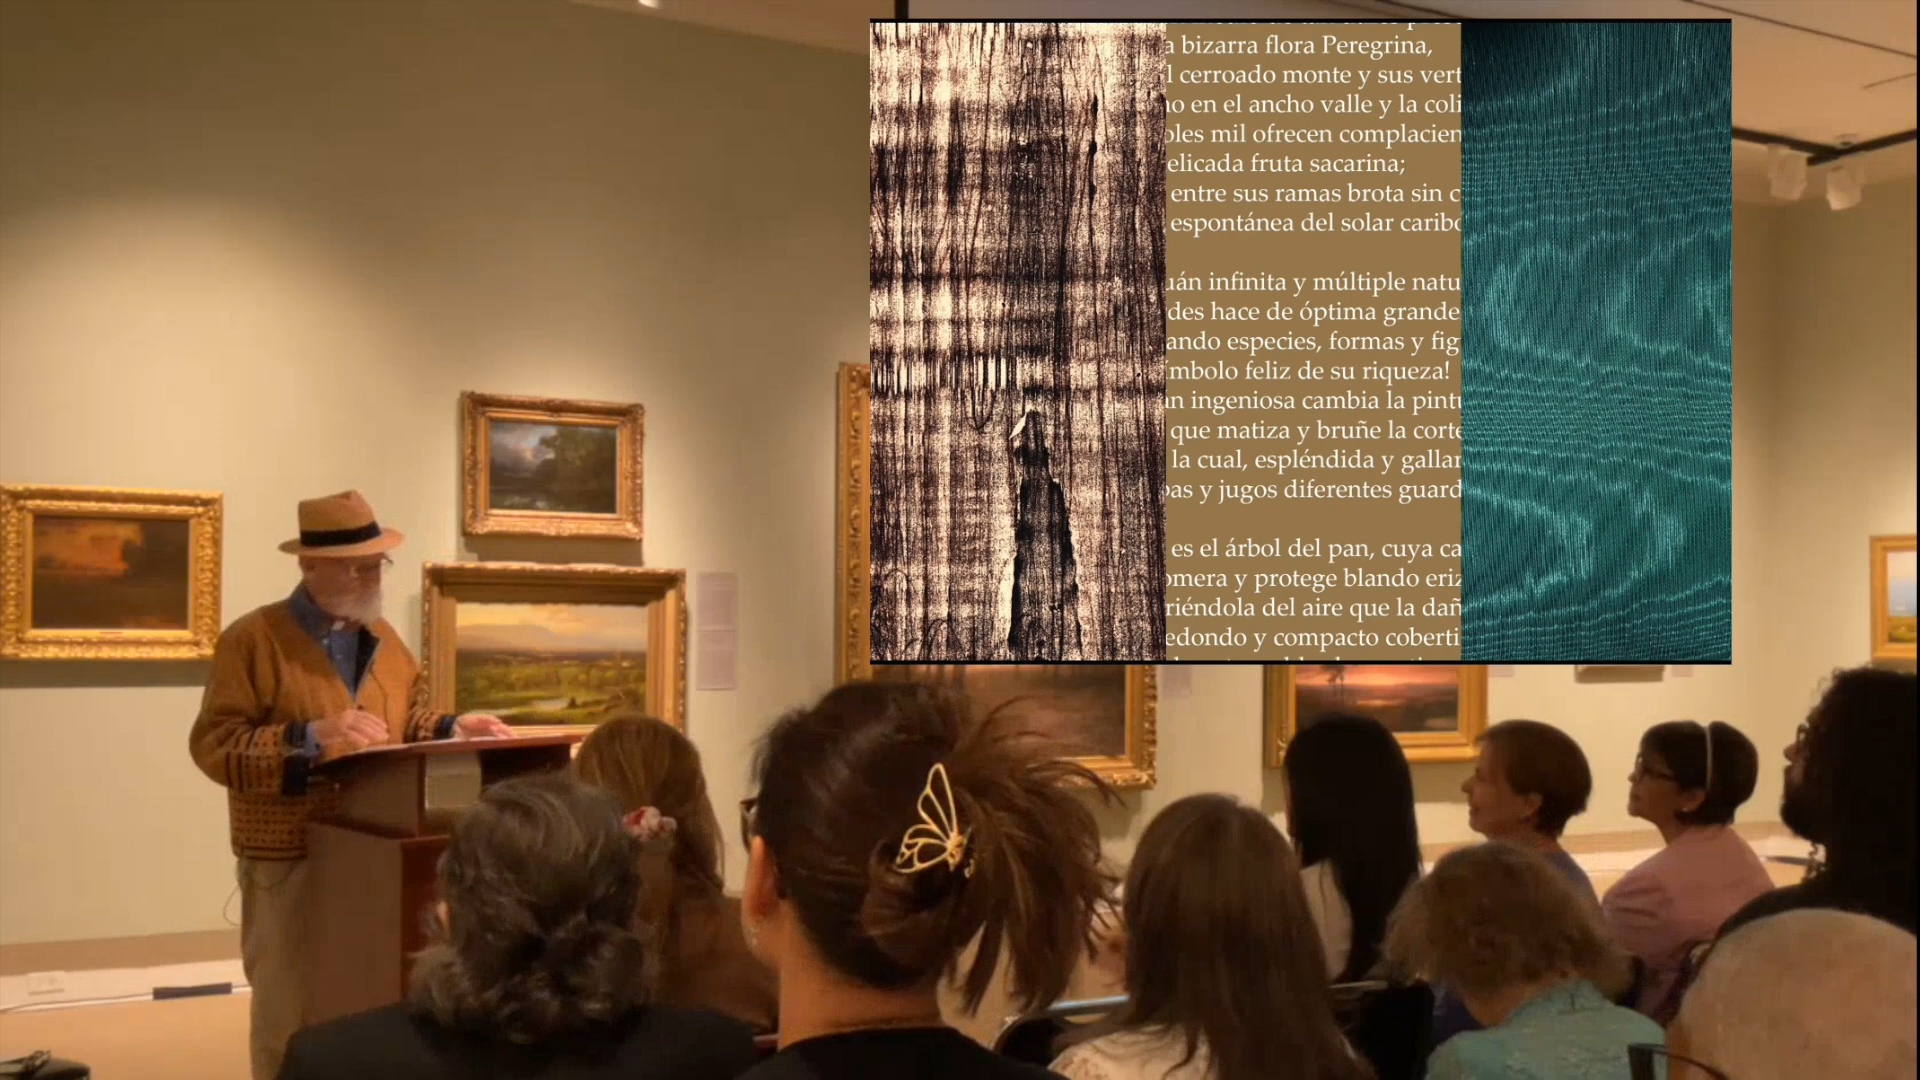 a bizarra flora Peregrina,
l cerroado monte y sus vert
no en el ancho valle y la coli
oles mil ofrecen complacien
elicada fruta sacarina;
entre sus ramas brota sin c
espontánea del solar caribo
uán infinita y múltiple natu
des hace de óptima grande
ando especies, formas y fig
ímbolo feliz de su riqueza!
an ingeniosa cambia la pintu
que matiza y bruñe la corte
la cual, espléndida y gallar
pas y jugos diferentes guard
es el árbol del pan, cuya ca
omera y protege blando eriz
riéndola del aire que la dañ
edondo y compacto coberti